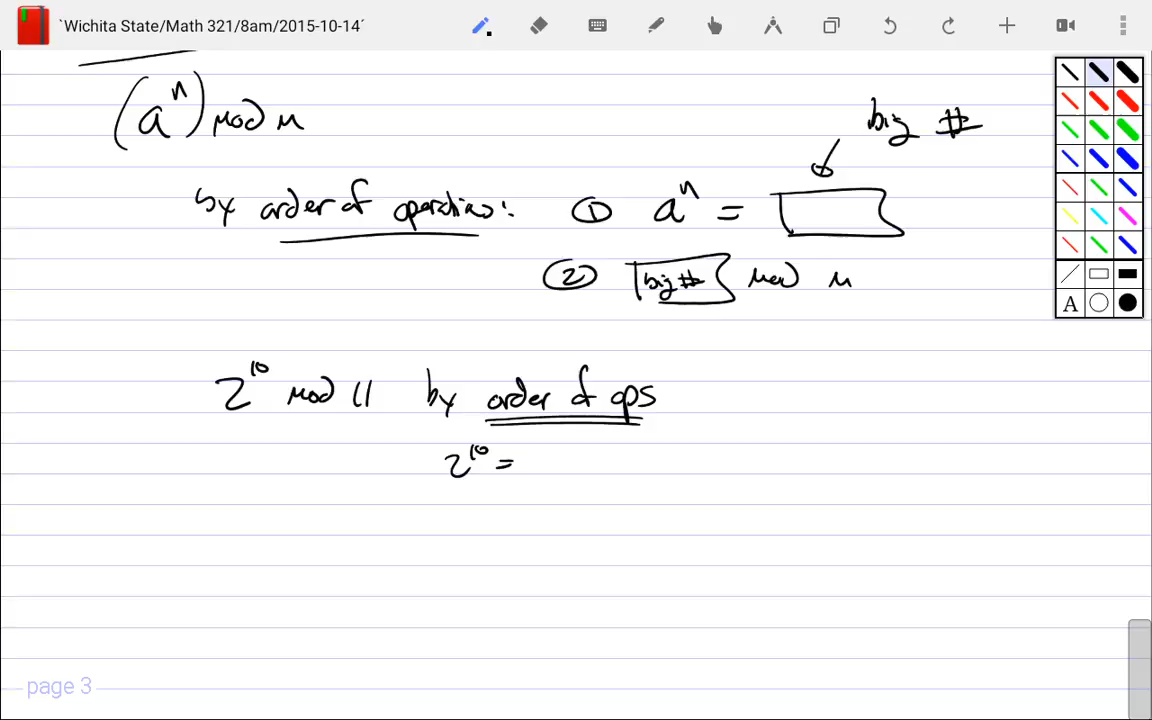 `Wichita State/Math 321/8am/2015-10-14´
(a^n) mod m
big #
by order of operations: ① a^n =
② big # mod m
2^10 mod 11 by order of ops
2^10 =
A
page 3